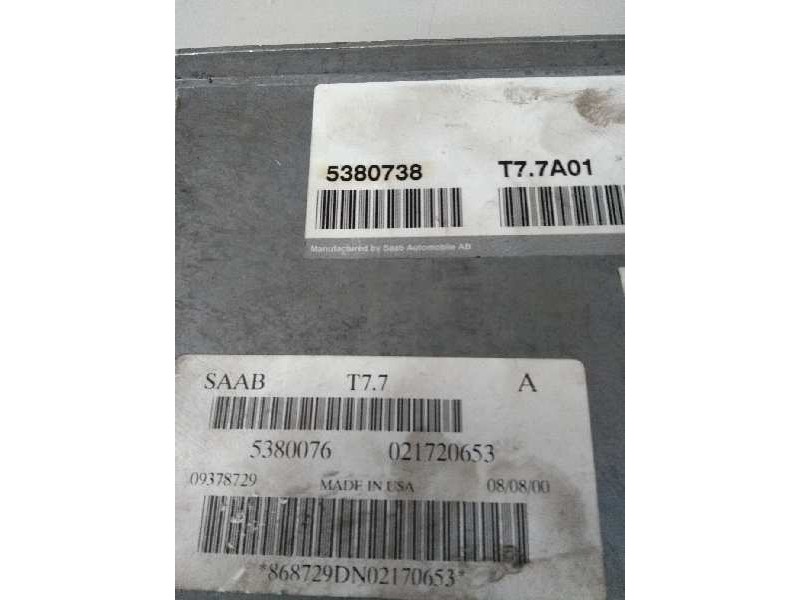 5380738 T7.7A01
Manufactured by Saab Automobile AB
SAAB T7.7 A
5380076 021720653
09378729 MADE IN USA 08/08/00
*868729DN02170653*